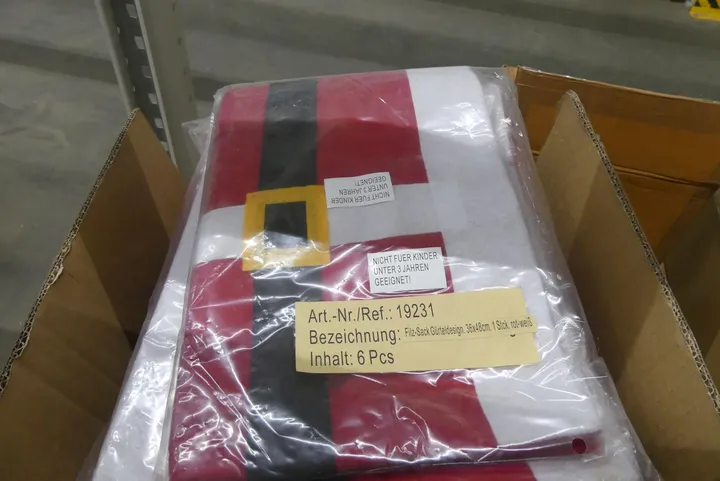 NICHT FUER KINDER
UNTER 3 JAHREN
GEEIGNET!
NICHT FUER KINDER
UNTER 3 JAHREN
GEEIGNET!
Art.-Nr./Ref.: 19231
Bezeichnung: Filz-Sack Gürteldesign, 36x48cm, 1 Stck, rot-weiß
Inhalt: 6 Pcs